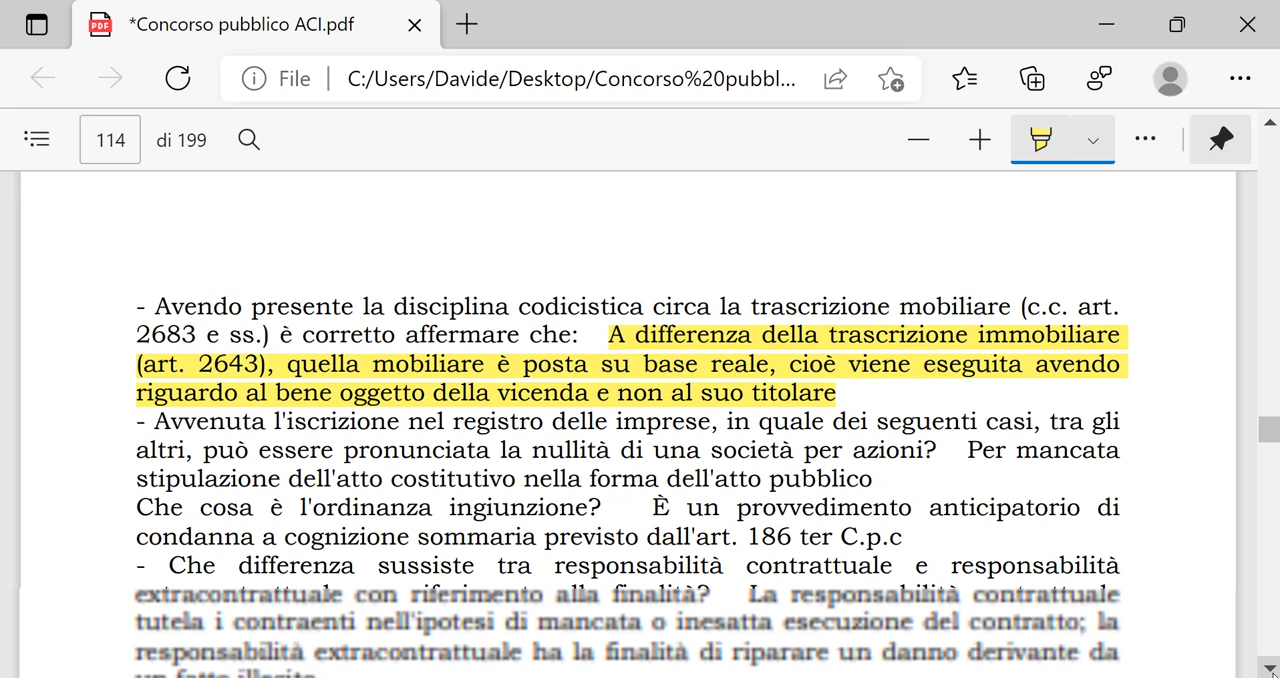 *Concorso pubblico ACI.pdf
File
C:/Users/Davide/Desktop/Concorso%20pubbl...
114 di 199
- Avendo presente la disciplina codicistica circa la trascrizione mobiliare (c.c. art.
2683 e ss.) è corretto affermare che: A differenza della trascrizione immobiliare
(art. 2643), quella mobiliare è posta su base reale, cioè viene eseguita avendo
riguardo al bene oggetto della vicenda e non al suo titolare
- Avvenuta l'iscrizione nel registro delle imprese, in quale dei seguenti casi, tra gli
altri, può essere pronunciata la nullità di una società per azioni? Per mancata
stipulazione dell'atto costitutivo nella forma dell'atto pubblico
Che cosa è l'ordinanza ingiunzione? È un provvedimento anticipatorio di
condanna a cognizione sommaria previsto dall'art. 186 ter C.p.c
- Che differenza sussiste tra responsabilità contrattuale e responsabilità
extracontrattuale con riferimento alla finalità? La responsabilità contrattuale
tutela i contraenti nell'ipotesi di mancata o inesatta esecuzione del contratto; la
responsabilità extracontrattuale ha la finalità di riparare un danno derivante da
un fatto illecito